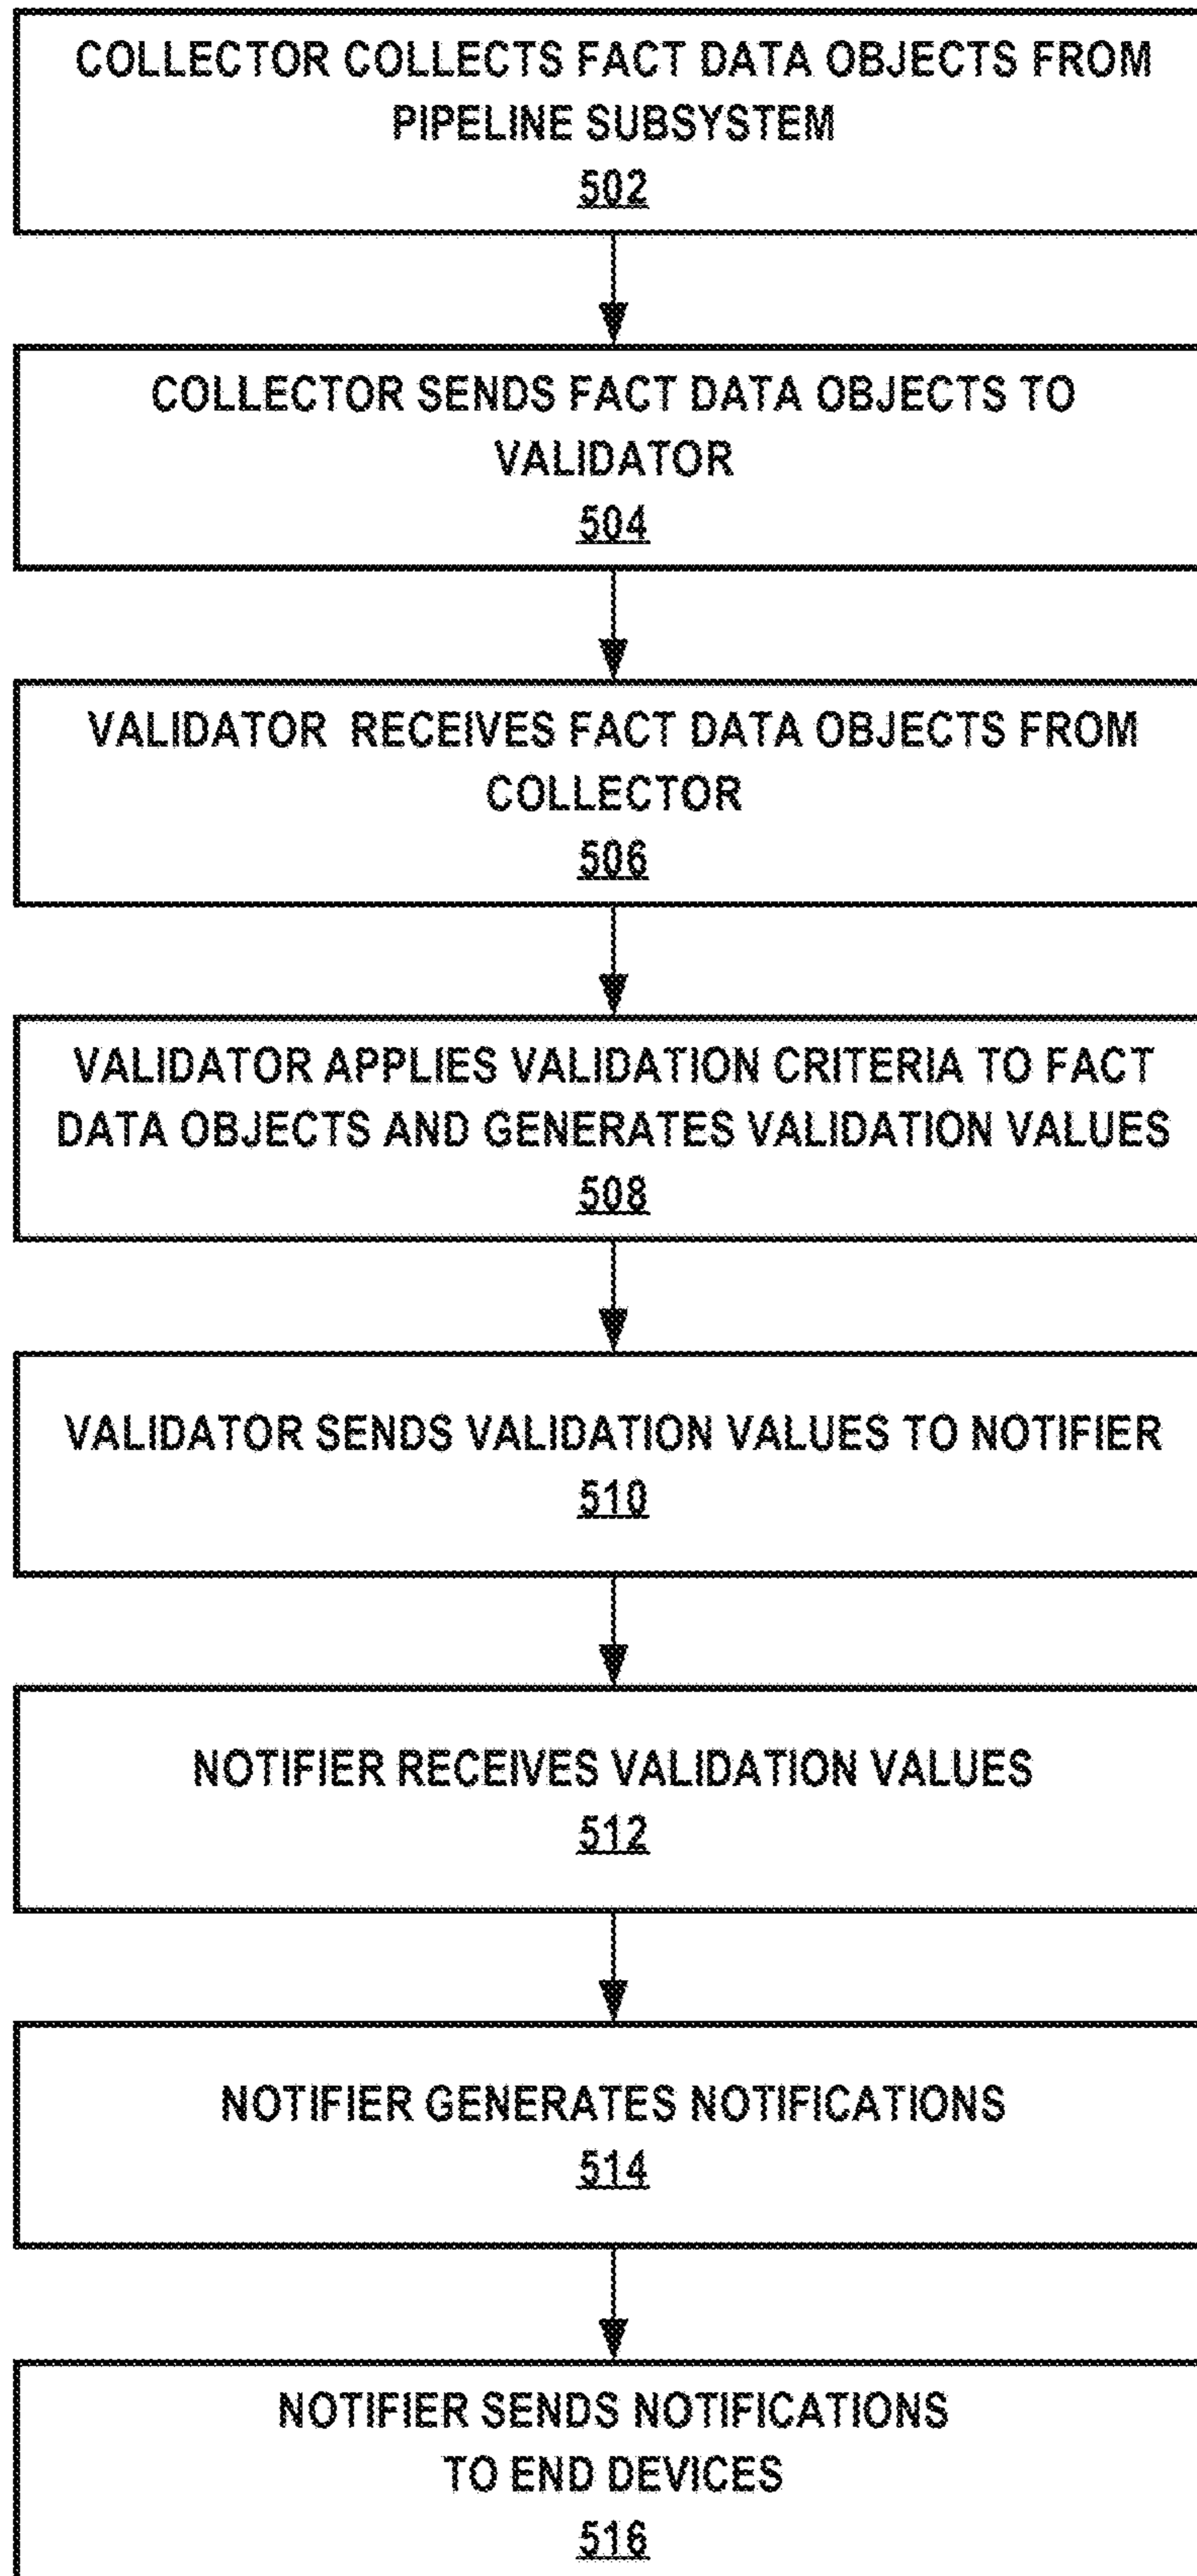 COLLECTOR COLLECTS FACT DATA OBJECTS FROM
PIPELINE SUBSYSTEM
502
COLLECTOR SENDS FACT DATA OBJECTS TO
VALIDATOR
504
VALIDATOR RECEIVES FACT DATA OBJECTS FROM
COLLECTOR
506
VALIDATOR APPLIES VALIDATION CRITERIA TO FACT
DATA OBJECTS AND GENERATES VALIDATION VALUES
508
VALIDATOR SENDS VALIDATION VALUES TO NOTIFIER
510
NOTIFIER RECEIVES VALIDATION VALUES
512
NOTIFIER GENERATES NOTIFICATIONS
514
NOTIFIER SENDS NOTIFICATIONS
TO END DEVICES
516